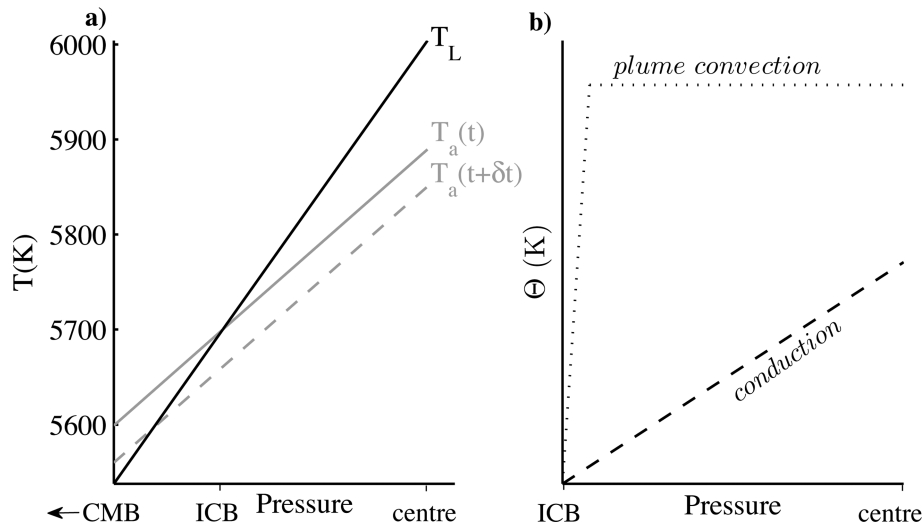 a)
6000
T_L
5900
T_a(t)
T_a(t+δt)
5800
T(K)
5700
5600
CMB ICB Pressure centre
b)
plume convection
Θ (K)
conduction
ICB Pressure centre